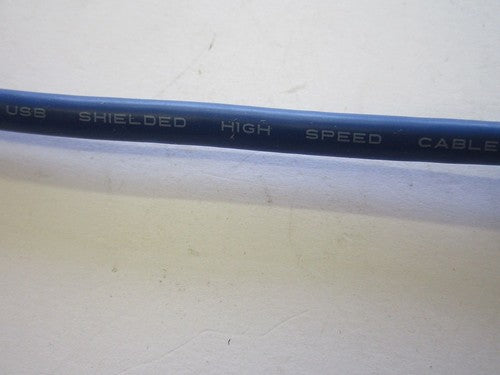 USB SHIELDED HIGH SPEED CABLE